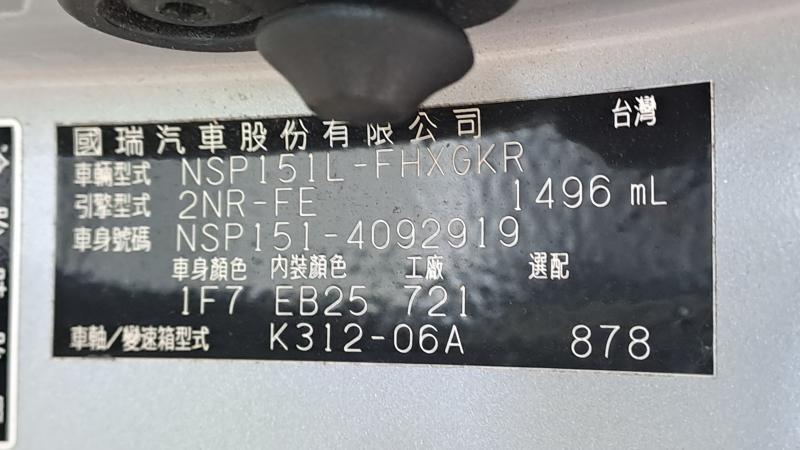 國瑞汽車股份有限公司 台灣
車輛型式 NSP151L-FHXGKR
引擎型式 2NR-FE 1496 mL
車身號碼 NSP151-4092919
車身顏色 內裝顏色 工廠 選配
1F7 EB25 721
車軸/變速箱型式 K312-06A 878